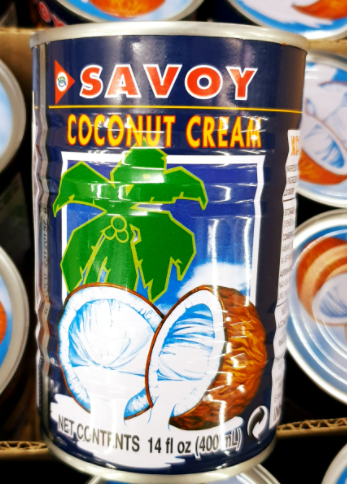 SAVOY
COCONUT CREAM
NET CONTENTS 14 fl oz (400 mL)